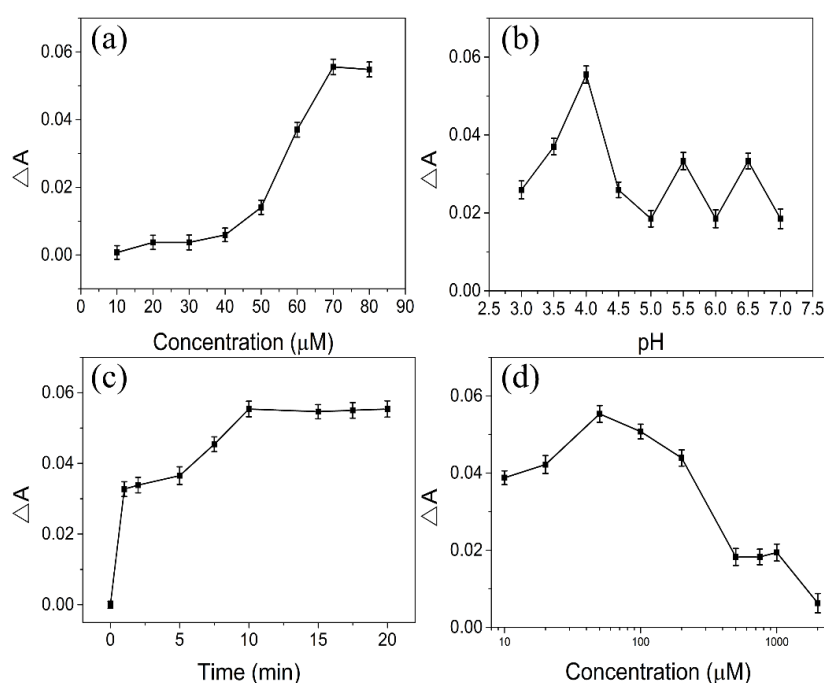 (a)
0.06
0.04
0.02
0.00
△A
0 10 20 30 40 50 60 70 80 90
Concentration (μM)
(b)
0.06
0.04
0.02
0.00
△A
2.5 3.0 3.5 4.0 4.5 5.0 5.5 6.0 6.5 7.0 7.5
pH
(c)
0.06
0.04
0.02
0.00
△A
0 5 10 15 20
Time (min)
(d)
0.06
0.04
0.02
0.00
△A
10 100 1000
Concentration (μM)